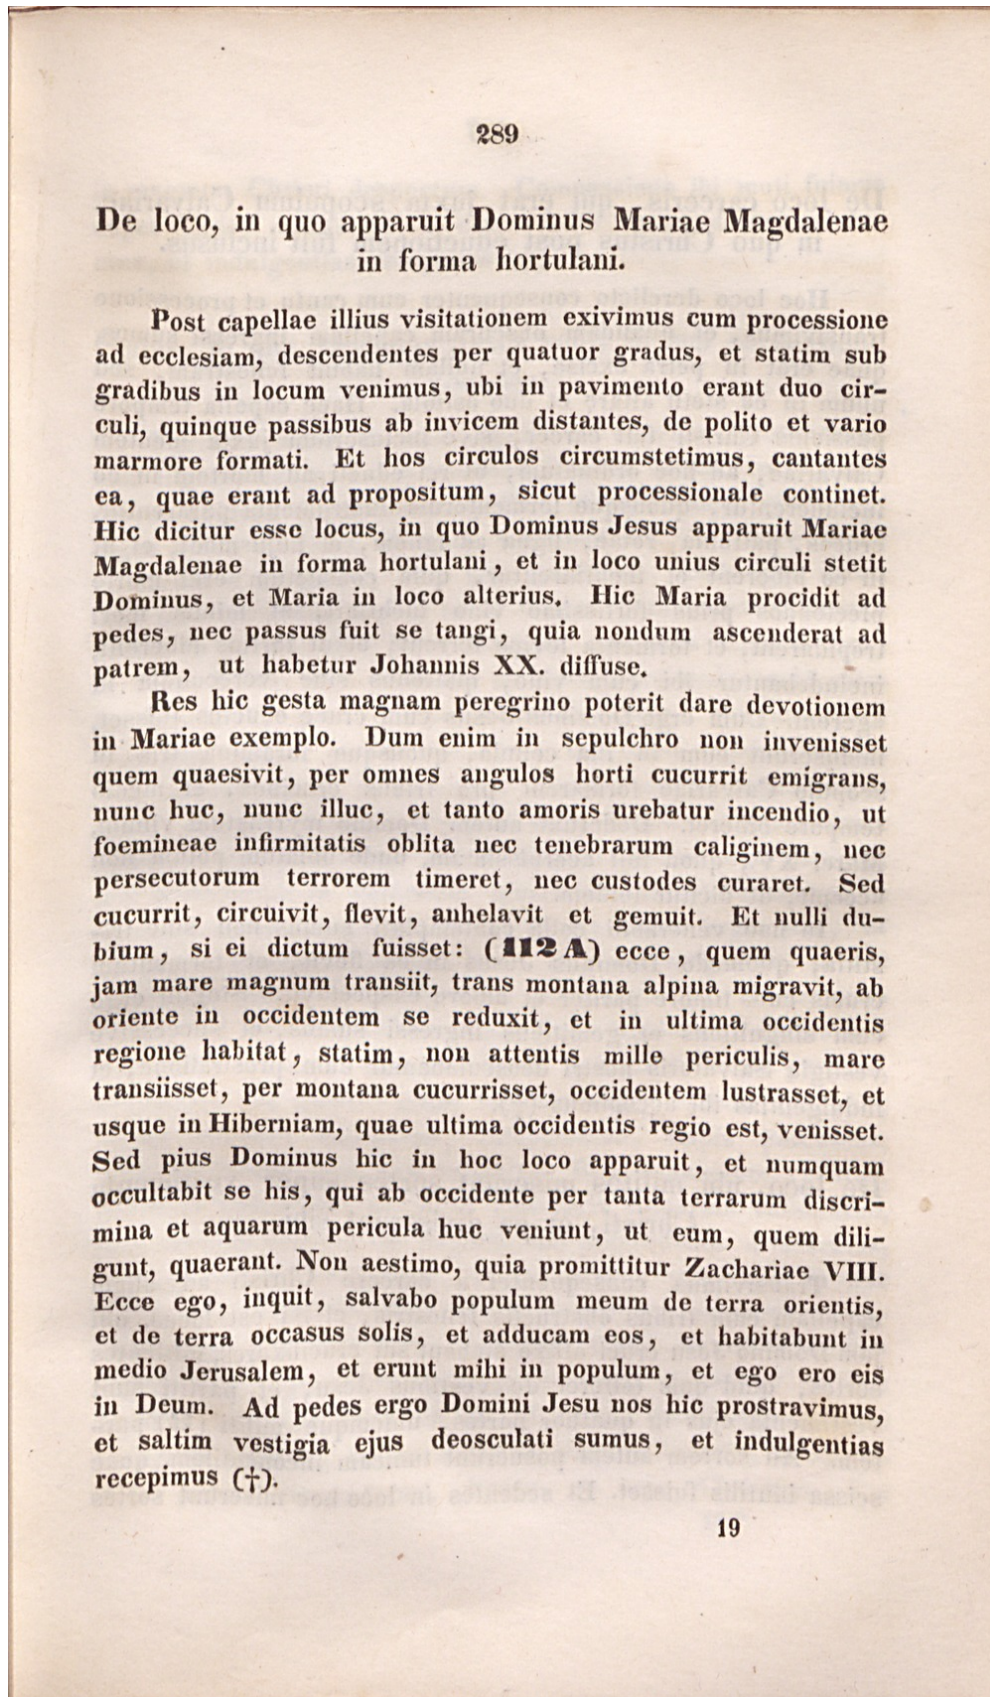 289
De loco, in quo apparuit Dominus Mariae Magdalenae
in forma hortulani.
Post capellae illius visitationem exivimus cum processione
ad ecclesiam, descendentes per quatuor gradus, et statim sub
gradibus in locum venimus, ubi in pavimento erant duo cir-
culi, quinque passibus ab invicem distantes, de polito et vario
marmore formati. Et hos circulos circumstetimus, cantantes
ea, quae erant ad propositum, sicut processionale continet.
Hic dicitur esse locus, in quo Dominus Jesus apparuit Mariae
Magdalenae in forma hortulani, et in loco unius circuli stetit
Dominus, et Maria in loco alterius. Hic Maria procidit ad
pedes, nec passus fuit se tangi, quia nondum ascenderat ad
patrem, ut habetur Johannis XX. diffuse.
Res hic gesta magnam peregrino poterit dare devotionem
in Mariae exemplo. Dum enim in sepulchro non invenisset
quem quaesivit, per omnes angulos horti cucurrit emigrans,
nunc huc, nunc illuc, et tanto amoris urebatur incendio, ut
foemineae infirmitatis oblita nec tenebrarum caliginem, nec
persecutorum terrorem timeret, nec custodes curaret. Sed
cucurrit, circuivit, flevit, anhelavit et gemuit. Et nulli du-
bium, si ei dictum fuisset: (112 A) ecce, quem quaeris,
jam mare magnum transiit, trans montana alpina migravit, ab
oriente in occidentem se reduxit, et in ultima occidentis
regione habitat, statim, non attentis mille periculis, mare
transiisset, per montana cucurrisset, occidentem lustrasset, et
usque in Hiberniam, quae ultima occidentis regio est, venisset.
Sed pius Dominus hic in hoc loco apparuit, et numquam
occultabit se his, qui ab occidente per tanta terrarum discri-
mina et aquarum pericula huc veniunt, ut eum, quem dili-
gunt, quaerant. Non aestimo, quia promittitur Zachariae VIII.
Ecce ego, inquit, salvabo populum meum de terra orientis,
et de terra occasus solis, et adducam eos, et habitabunt in
medio Jerusalem, et erunt mihi in populum, et ego ero eis
in Deum. Ad pedes ergo Domini Jesu nos hic prostravimus,
et saltim vestigia ejus deosculati sumus, et indulgentias
recepimus (†).
19